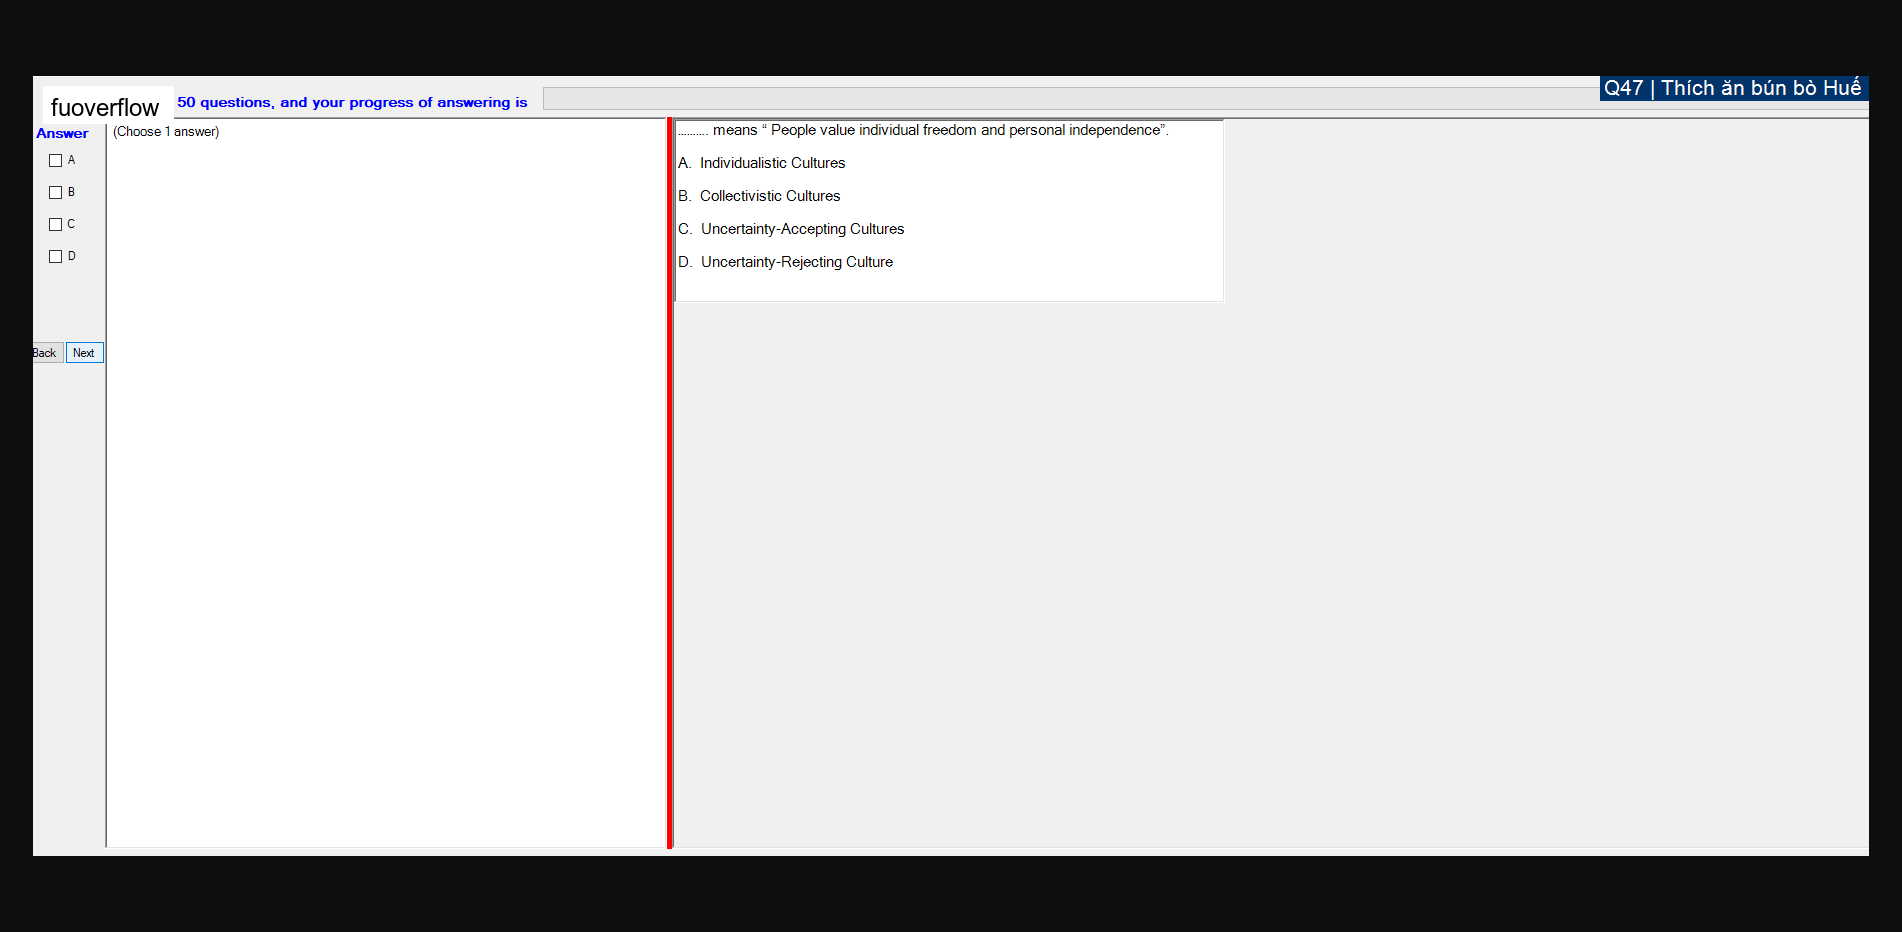 Q47 | Thích ăn bún bò Huế
fuoverflow 50 questions, and your progress of answering is
Answer
(Choose 1 answer)
A
B
C
D
Back Next
.......... means “ People value individual freedom and personal independence”.
A. Individualistic Cultures
B. Collectivistic Cultures
C. Uncertainty-Accepting Cultures
D. Uncertainty-Rejecting Culture